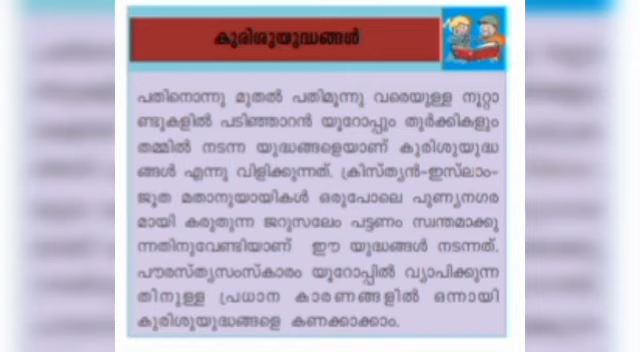 കുരിശുയുദ്ധങ്ങൾ
പതിനൊന്നു മുതൽ പതിമൂന്നു വരെയുള്ള നൂറ്റാ
ണ്ടുകളിൽ പടിഞ്ഞാറൻ യൂറോപ്പും തുർക്കികളും
തമ്മിൽ നടന്ന യുദ്ധങ്ങളെയാണ് കുരിശുയുദ്ധ
ങ്ങൾ എന്നു വിളിക്കുന്നത്. ക്രിസ്ത്യൻ-ഇസ്ലാം-
ജൂത മതാനുയായികൾ ഒരുപോലെ പുണ്യനഗര
മായി കരുതുന്ന ജറുസലേം പട്ടണം സ്വന്തമാക്കു
ന്നതിനുവേണ്ടിയാണ് ഈ യുദ്ധങ്ങൾ നടന്നത്.
പൗരസ്ത്യസംസ്കാരം യൂറോപ്പിൽ വ്യാപിക്കുന്ന
തിനുള്ള പ്രധാന കാരണങ്ങളിൽ ഒന്നായി
കുരിശുയുദ്ധങ്ങളെ കണക്കാക്കാം.